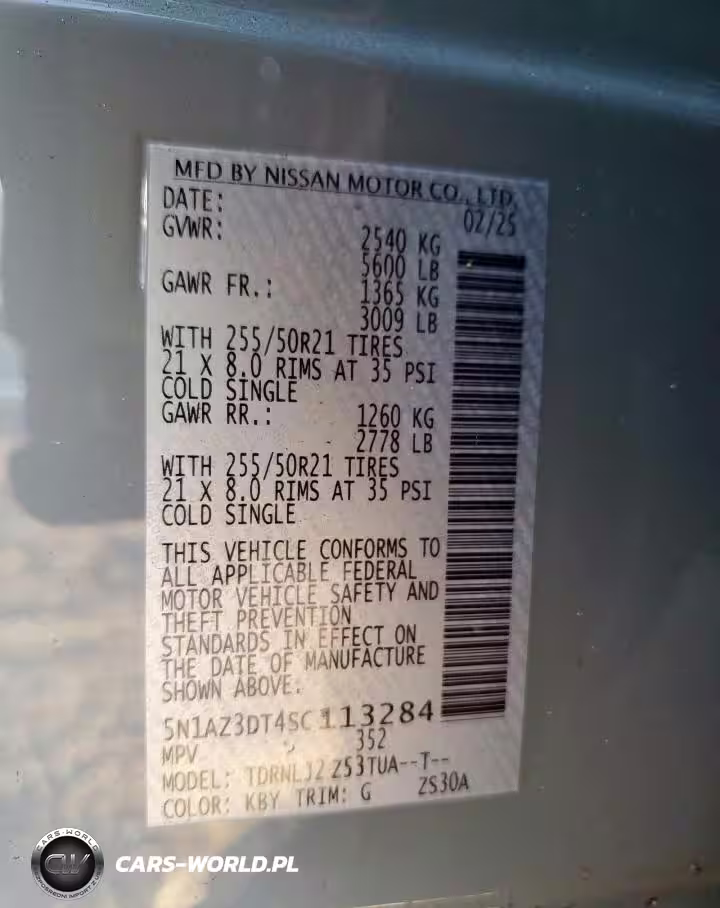 MFD BY NISSAN MOTOR CO., LTD.
DATE: 02/25
GVWR: 2540 KG
5600 LB
GAWR FR.: 1365 KG
3009 LB
WITH 255/50R21 TIRES
21 X 8.0 RIMS AT 35 PSI
COLD SINGLE
GAWR RR.: 1260 KG
2778 LB
WITH 255/50R21 TIRES
21 X 8.0 RIMS AT 35 PSI
COLD SINGLE
THIS VEHICLE CONFORMS TO
ALL APPLICABLE FEDERAL
MOTOR VEHICLE SAFETY AND
THEFT PREVENTION
STANDARDS IN EFFECT ON
THE DATE OF MANUFACTURE
SHOWN ABOVE.
5N1AZ3DT4SC113284
MPV 352
MODEL: TDRNLJ2 Z53TUA--T--
COLOR: KBY TRIM: G ZS30A
CARS-WORLD
CW
CARS-WORLD.PL